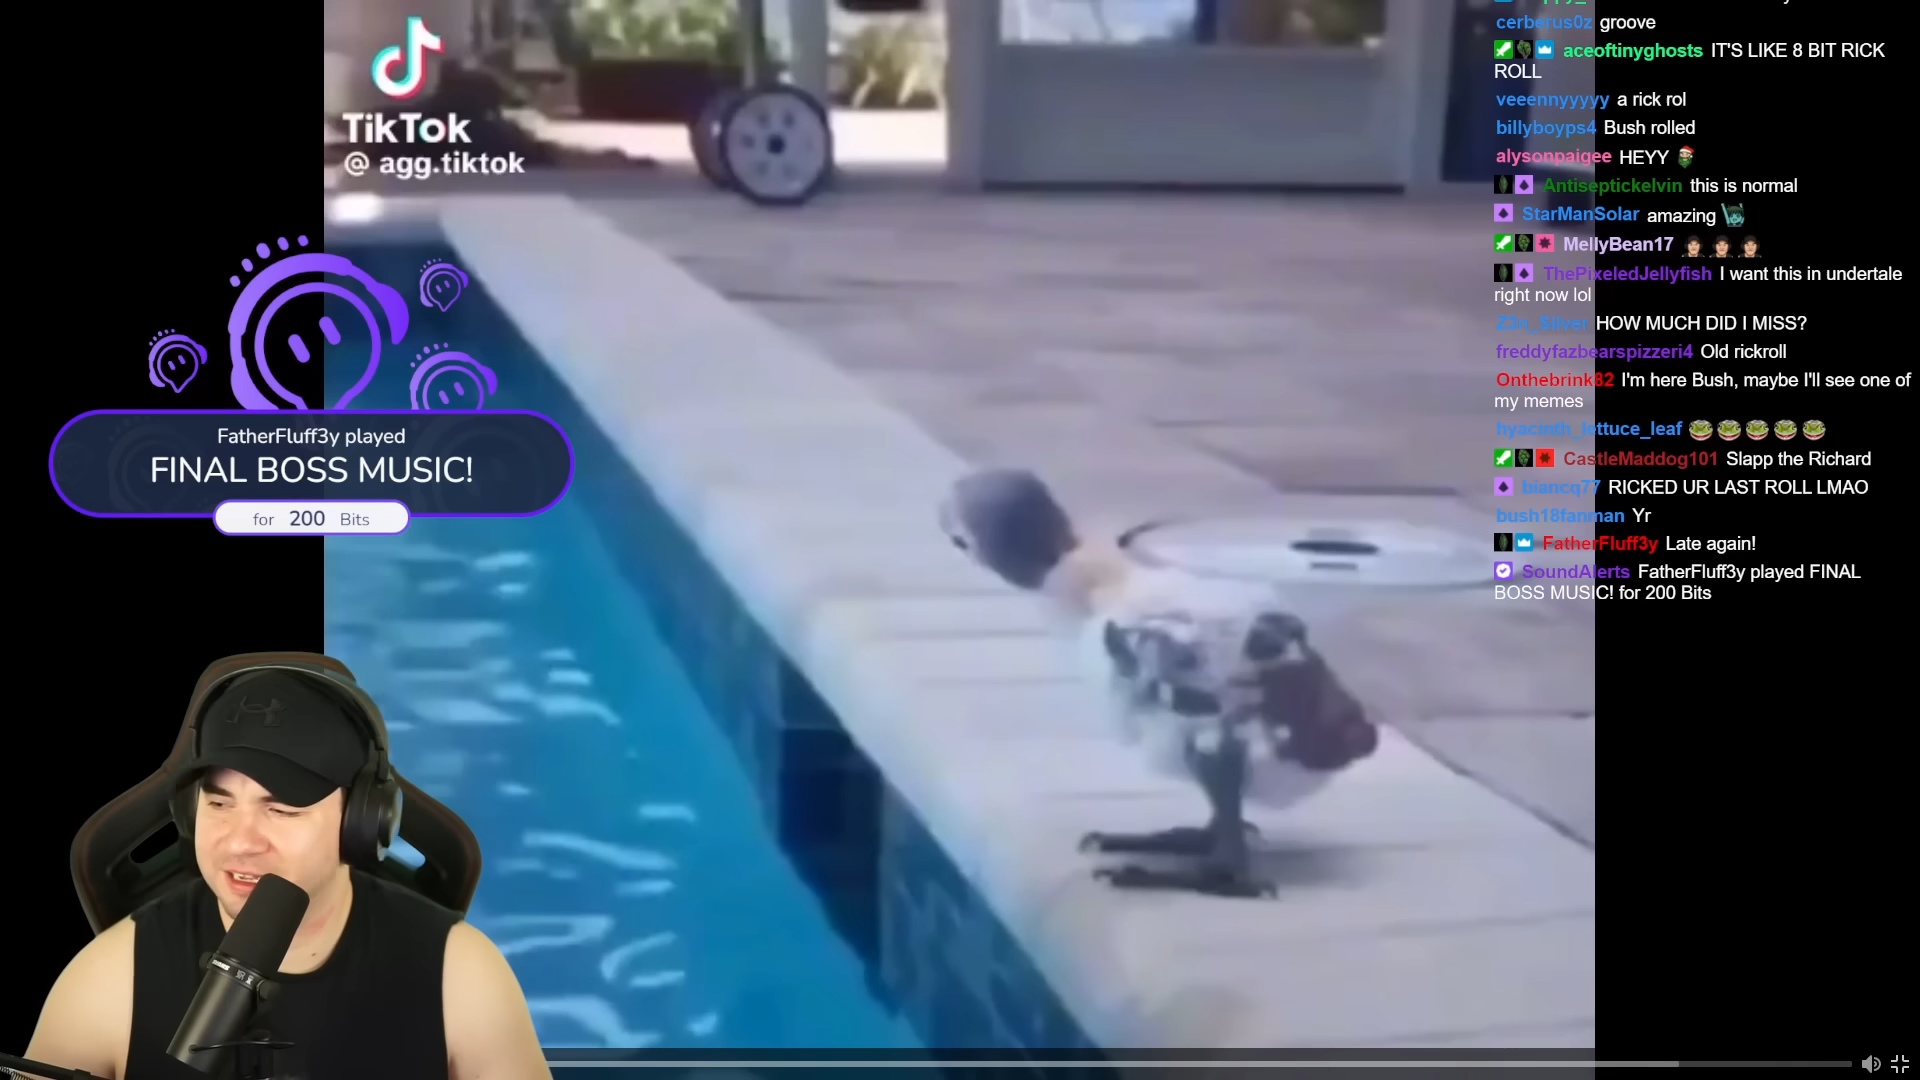 TikTok
@ agg.tiktok
FatherFluff3y played
FINAL BOSS MUSIC!
for 200 Bits
cerberus0z groove
aceoftinyghosts IT'S LIKE 8 BIT RICK
ROLL
veeennyyyyy a rick rol
billyboyps4 Bush rolled
alysonpaigee HEYY
Antiseptickelvin this is normal
StarManSolar amazing
MellyBean17
ThePixeledJellyfish I want this in undertale
right now lol
Z3n_Silver HOW MUCH DID I MISS?
freddyfazbearspizzeri4 Old rickroll
Onthebrink82 I'm here Bush, maybe I'll see one of
my memes
hyacinth_lettuce_leaf
CastleMaddog101 Slapp the Richard
biancq77 RICKED UR LAST ROLL LMAO
bush18fanman Yr
FatherFluff3y Late again!
SoundAlerts FatherFluff3y played FINAL
BOSS MUSIC! for 200 Bits